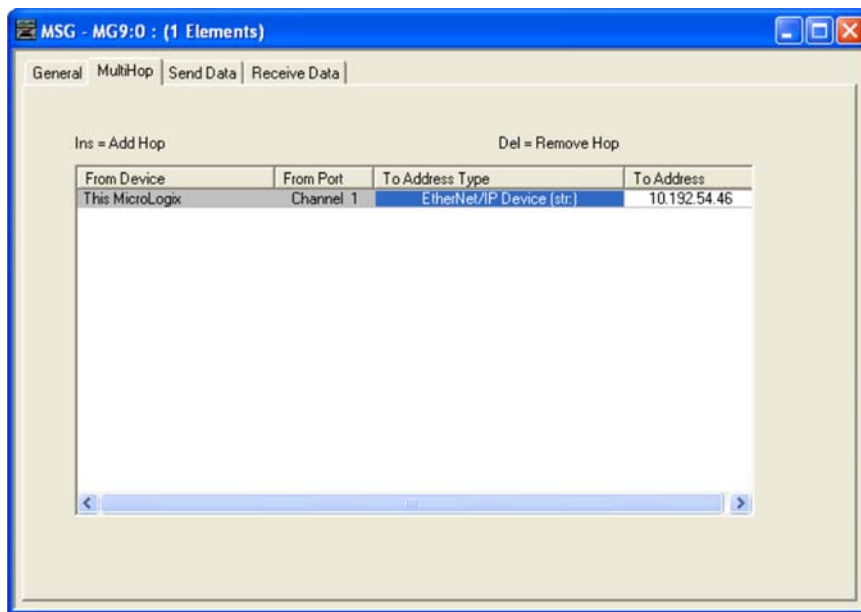 MSG - MG9:0 : (1 Elements)
General MultiHop Send Data Receive Data
Ins = Add Hop Del = Remove Hop
From Device From Port To Address Type To Address
This MicroLogix Channel 1 EtherNet/IP Device (str:) 10.192.54.46